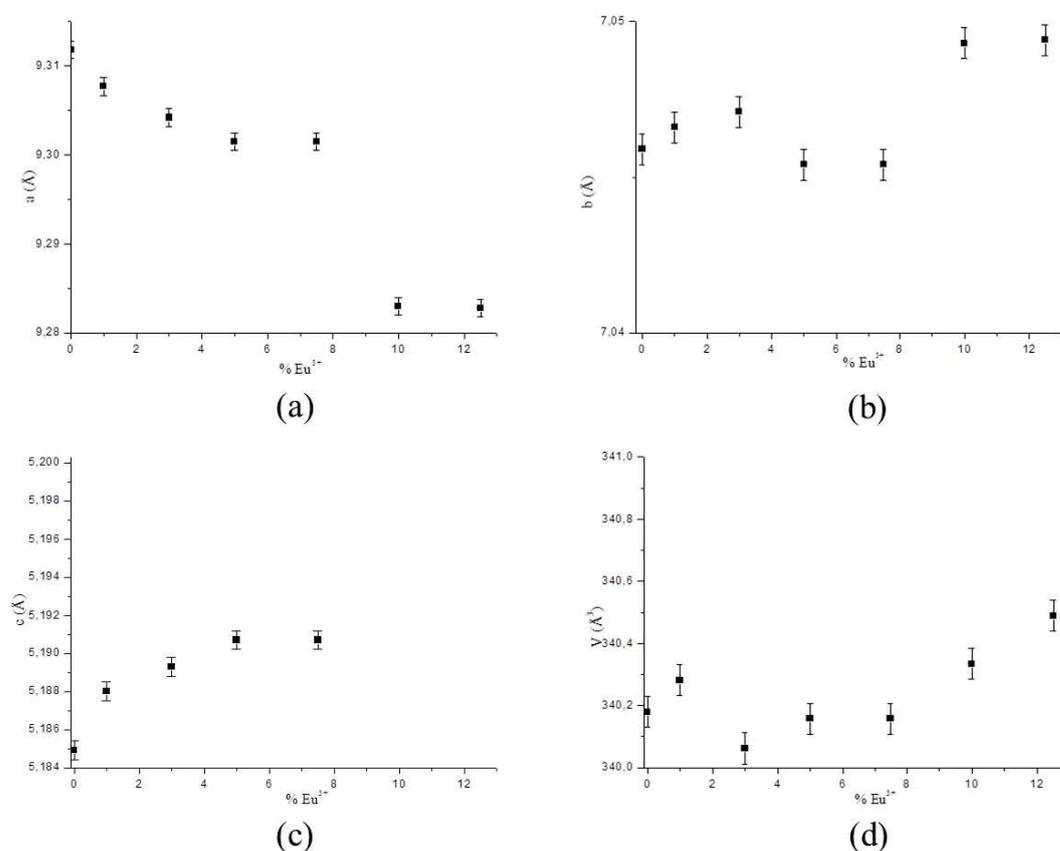 9,31
9,30
9,29
9,28
a (Å)
0 2 4 6 8 10 12
% Eu³⁺
(a)
7,05
7,04
b (Å)
0 2 4 6 8 10 12
% Eu³⁺
(b)
5,200
5,198
5,196
5,194
5,192
5,190
5,188
5,186
5,184
c (Å)
0 2 4 6 8 10 12
% Eu³⁺
(c)
341,0
340,8
340,6
340,4
340,2
340,0
V (Å³)
0 2 4 6 8 10 12
% Eu³⁺
(d)